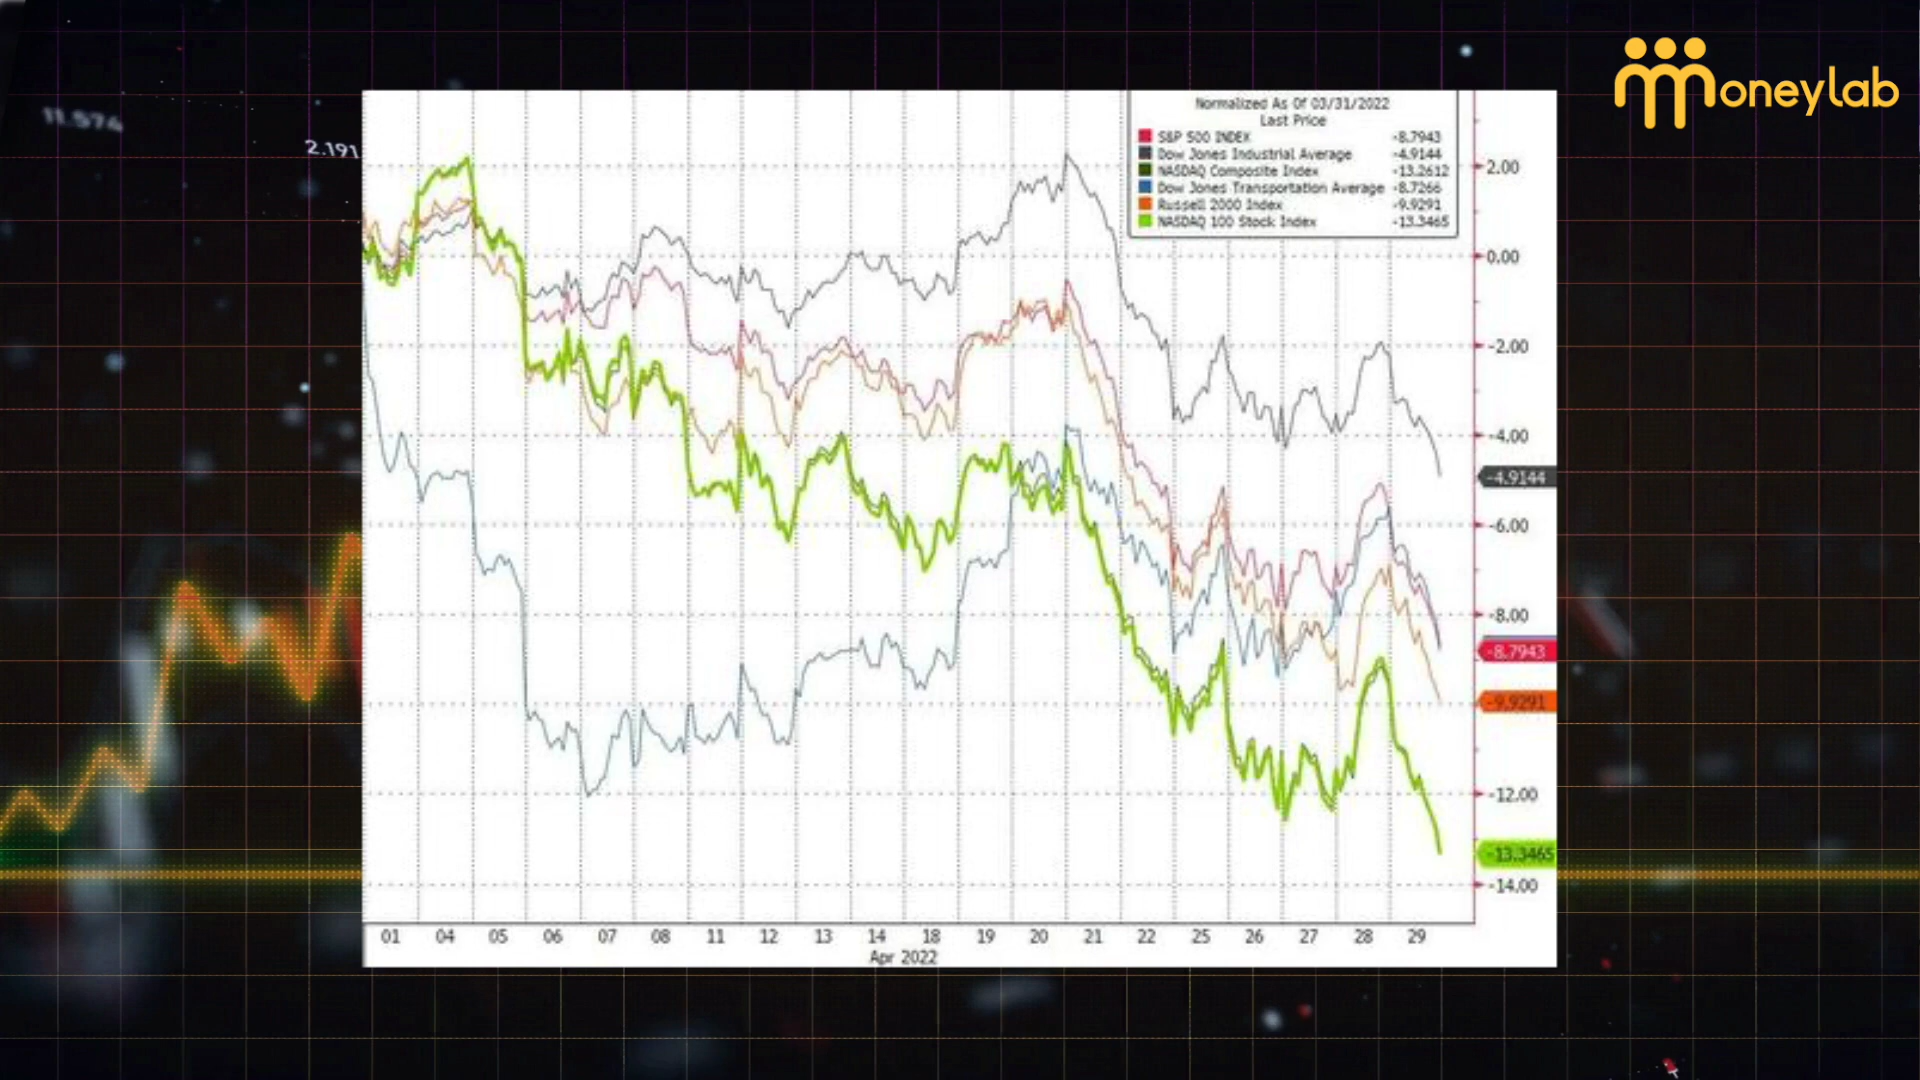 Moneylab
11.574
2.191
Normalized As Of 03/31/2022
Last Price
S&P 500 INDEX -8.7943
Dow Jones Industrial Average -4.9144
NASDAQ Composite Index -13.2612
Dow Jones Transportation Average -8.7266
Russell 2000 Index -9.9291
NASDAQ 100 Stock Index -13.3465
2.00
0.00
-2.00
-4.00
-4.9144
-6.00
-8.00
-8.7943
-9.9291
-12.00
-13.3465
-14.00
01 04 05 06 07 08 11 12 13 14 18 19 20 21 22 25 26 27 28 29
Apr 2022